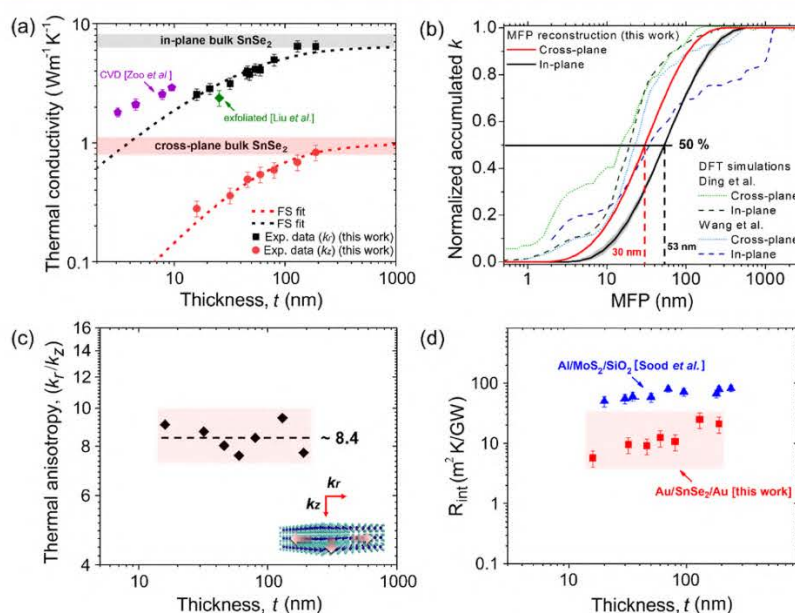 (a)
Thermal conductivity (Wm⁻¹K⁻¹)
10
1
0.1
in-plane bulk SnSe₂
CVD [Zoo et al]
exfoliated [Liu et al.]
cross-plane bulk SnSe₂
FS fit
FS fit
Exp. data (kr) (this work)
Exp. data (kz) (this work)
1 10 100 1000
Thickness, t (nm)
(b)
Normalized accumulated k
1.0
0.8
0.6
0.4
0.2
0.0
MFP reconstruction (this work)
Cross-plane
In-plane
50 %
DFT simulations
Ding et al.
Cross-plane
In-plane
Wang et al.
Cross-plane
In-plane
30 nm
53 nm
1 10 100 1000
MFP (nm)
(c)
Thermal anisotropy, (kr/kz)
16
14
12
10
8
6
4
~ 8.4
kr
kz
10 100 1000
Thickness, t (nm)
(d)
Rint(m² K/GW)
1000
100
10
1
0.1
Al/MoS₂/SiO₂ [Sood et al.]
Au/SnSe₂/Au [this work]
10 100 1000
Thickness, t (nm)